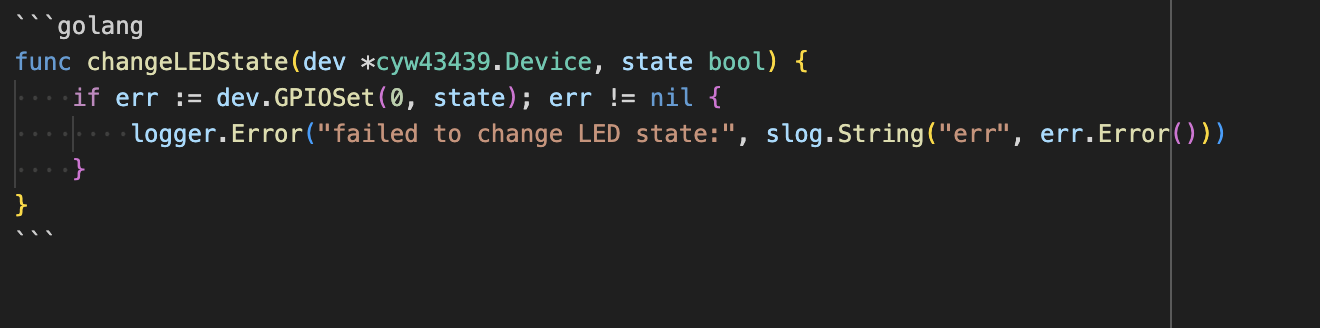 ```golang
func changeLEDState(dev *cyw43439.Device, state bool) {
    if err := dev.GPIOSet(0, state); err != nil {
        logger.Error("failed to change LED state:", slog.String("err", err.Error()))
    }
}
```